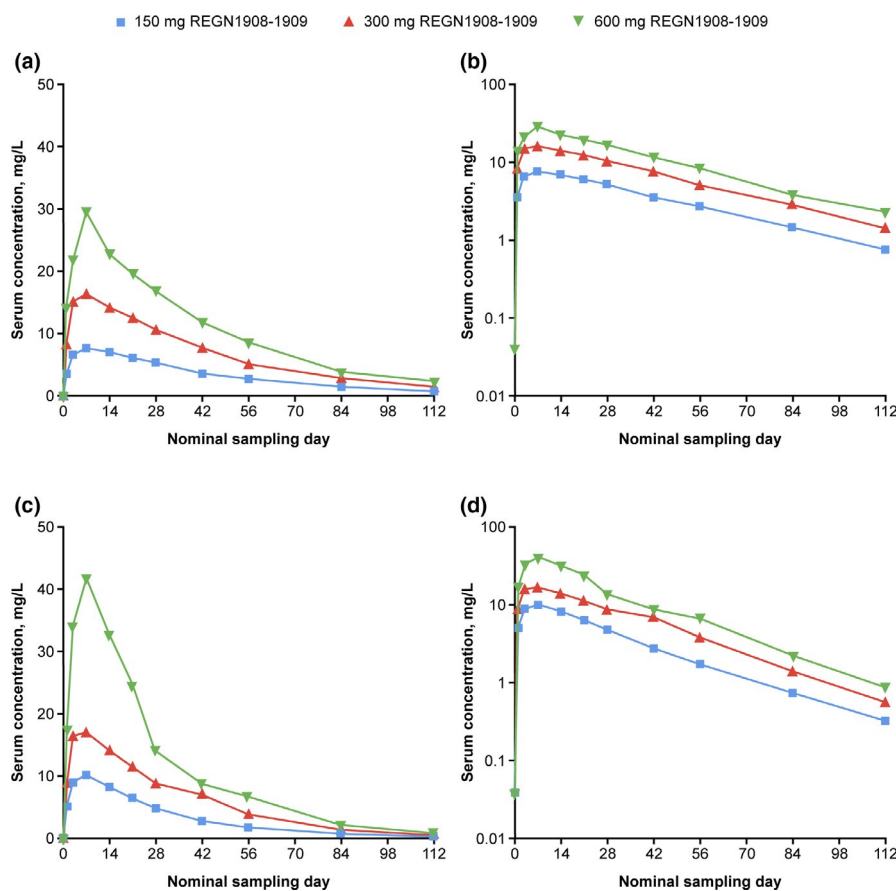 150 mg REGN1908-1909 300 mg REGN1908-1909 600 mg REGN1908-1909
(a)
50
40
30
20
10
0
Serum concentration, mg/L
0 14 28 42 56 70 84 98 112
Nominal sampling day
(b)
100
10
1
0.1
0.01
Serum concentration, mg/L
0 14 28 42 56 70 84 98 112
Nominal sampling day
(c)
50
40
30
20
10
0
Serum concentration, mg/L
0 14 28 42 56 70 84 98 112
Nominal sampling day
(d)
100
10
1
0.1
0.01
Serum concentration, mg/L
0 14 28 42 56 70 84 98 112
Nominal sampling day